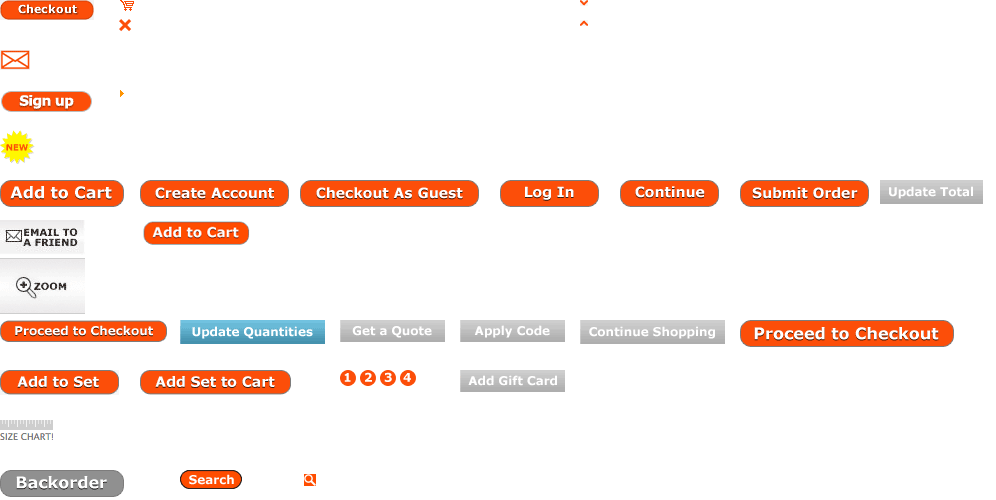 Checkout
Sign up
NEW
Add to Cart
Create Account
Checkout As Guest
Log In
Continue
Submit Order
Update Total
EMAIL TO
A FRIEND
Add to Cart
ZOOM
Proceed to Checkout
Update Quantities
Get a Quote
Apply Code
Continue Shopping
Proceed to Checkout
Add to Set
Add Set to Cart
1 2 3 4
Add Gift Card
SIZE CHART!
Backorder
Search